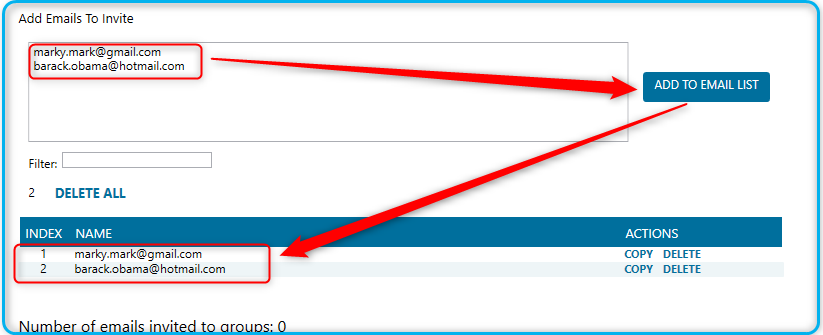 Add Emails To Invite
marky.mark@gmail.com
barack.obama@hotmail.com
ADD TO EMAIL LIST
Filter:
2 DELETE ALL
INDEX NAME ACTIONS
1 marky.mark@gmail.com COPY DELETE
2 barack.obama@hotmail.com COPY DELETE
Number of emails invited to groups: 0